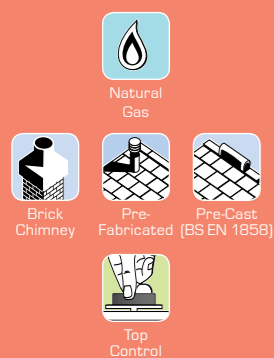 Natural
Gas
Brick
Chimney
Pre-
Fabricated
Pre-Cast
(BS EN 1858)
Top
Control